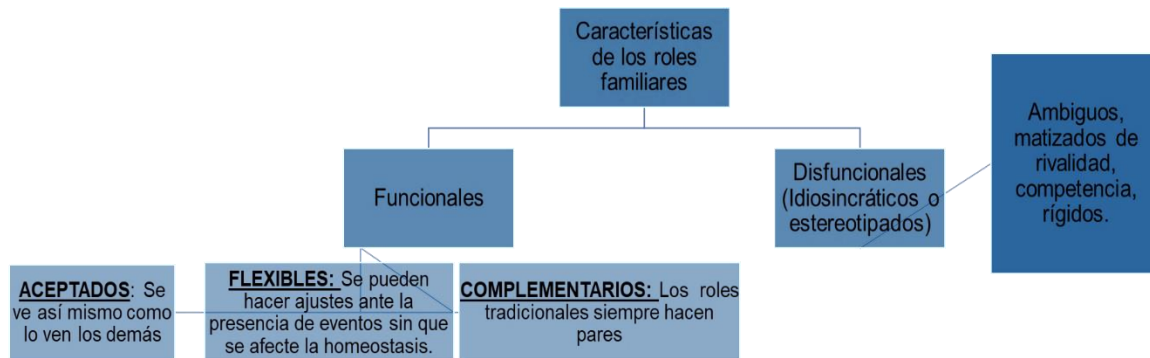 Características
de los roles
familiares
Funcionales
Disfuncionales
(Idiosincráticos o
estereotipados)
Ambiguos,
matizados de
rivalidad,
competencia,
rígidos.
ACEPTADOS: Se
ve así mismo como
lo ven los demás
FLEXIBLES: Se pueden
hacer ajustes ante la
presencia de eventos sin que
se afecte la homeostasis.
COMPLEMENTARIOS: Los roles
tradicionales siempre hacen
pares